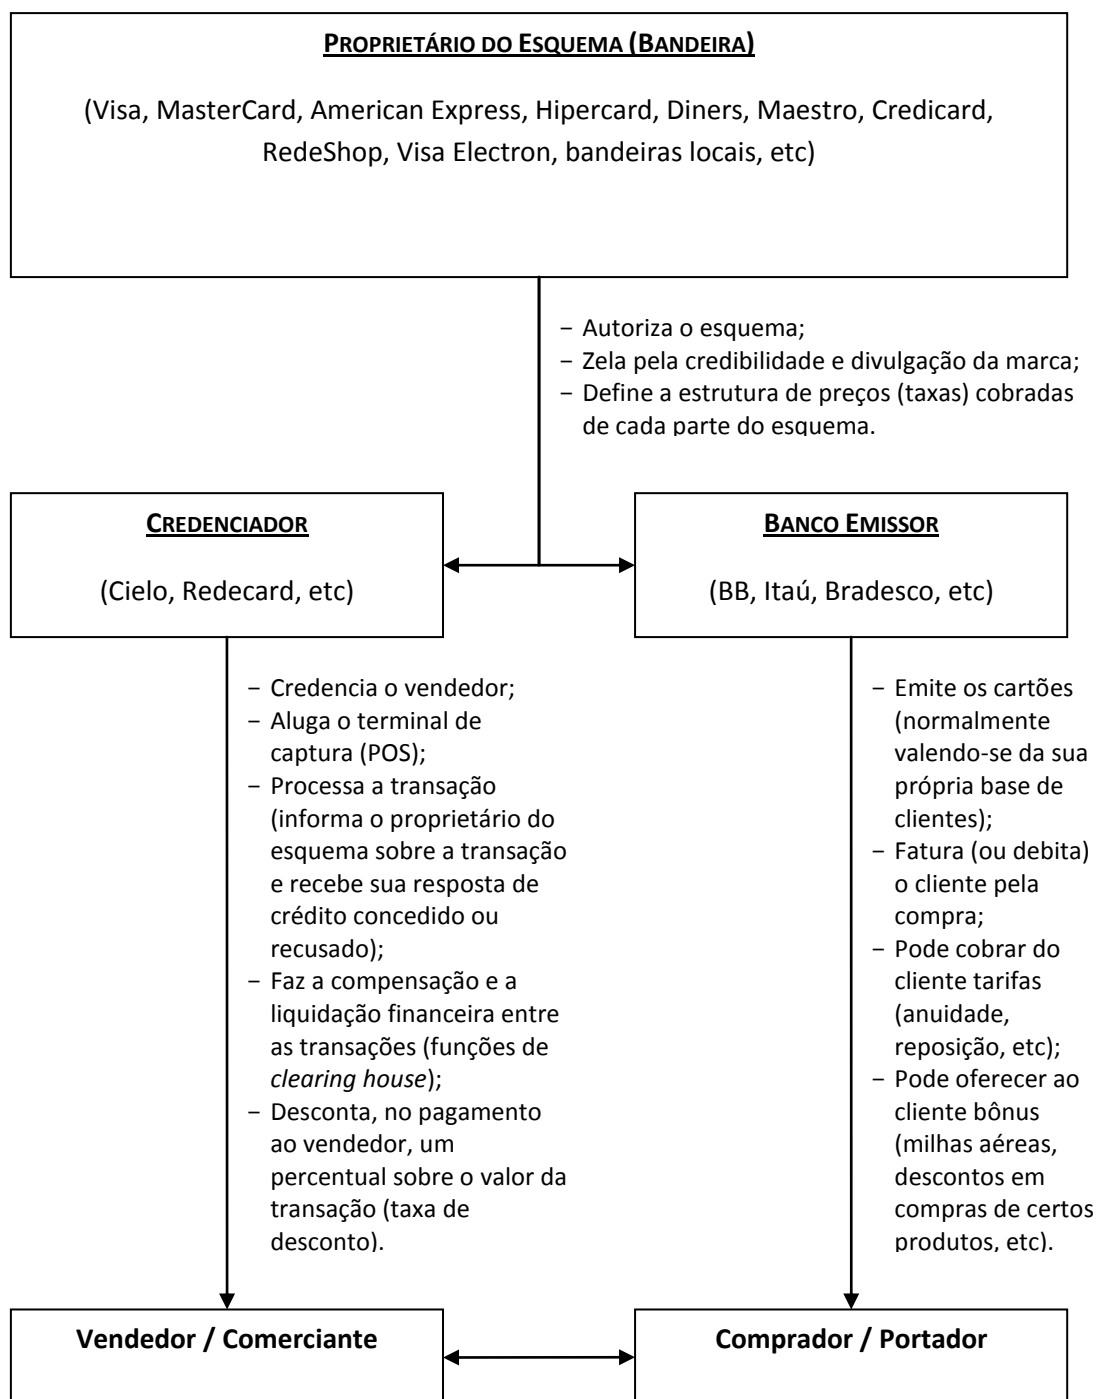 PROPRIETÁRIO DO ESQUEMA (BANDEIRA)
(Visa, MasterCard, American Express, Hipercard, Diners, Maestro, Credicard,
RedeShop, Visa Electron, bandeiras locais, etc)
− Autoriza o esquema;
− Zela pela credibilidade e divulgação da marca;
− Define a estrutura de preços (taxas) cobradas
de cada parte do esquema.
CREDENCIADOR
(Cielo, Redecard, etc)
BANCO EMISSOR
(BB, Itaú, Bradesco, etc)
− Credencia o vendedor;
− Aluga o terminal de
captura (POS);
− Processa a transação
(informa o proprietário do
esquema sobre a transação
e recebe sua resposta de
crédito concedido ou
recusado);
− Faz a compensação e a
liquidação financeira entre
as transações (funções de
clearing house);
− Desconta, no pagamento
ao vendedor, um
percentual sobre o valor da
transação (taxa de
desconto).
− Emite os cartões
(normalmente
valendo-se da sua
própria base de
clientes);
− Fatura (ou debita)
o cliente pela
compra;
− Pode cobrar do
cliente tarifas
(anuidade,
reposição, etc);
− Pode oferecer ao
cliente bônus
(milhas aéreas,
descontos em
compras de certos
produtos, etc).
Vendedor / Comerciante
Comprador / Portador